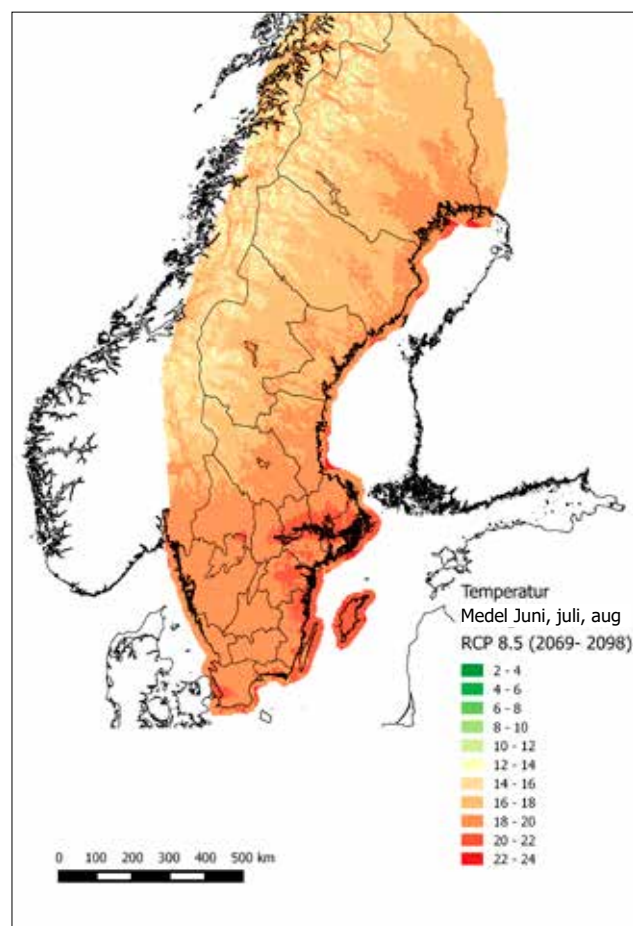 Temperatur
Medel Juni, juli, aug
RCP 8.5 (2069- 2098)
2 - 4
4 - 6
6 - 8
8 - 10
10 - 12
12 - 14
14 - 16
16 - 18
18 - 20
20 - 22
22 - 24
0 100 200 300 400 500 km